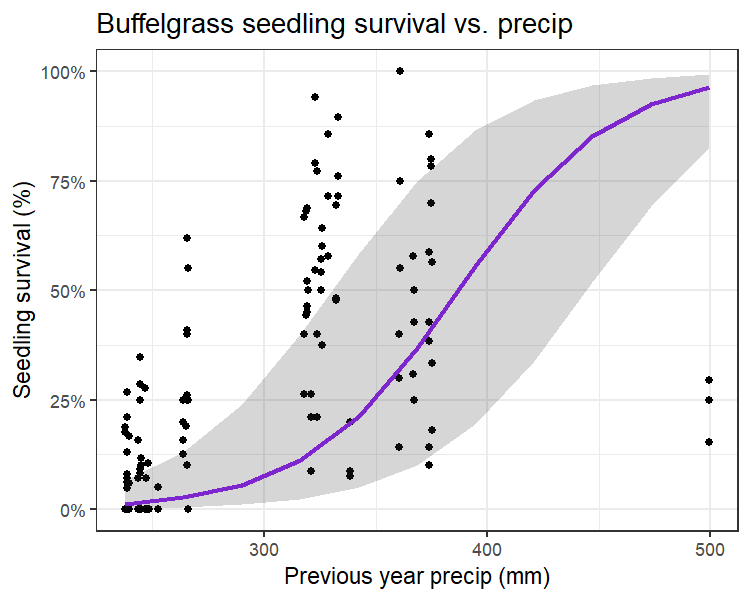 Buffelgrass seedling survival vs. precip
Seedling survival (%)
100%
75%
50%
25%
0%
300 400 500
Previous year precip (mm)